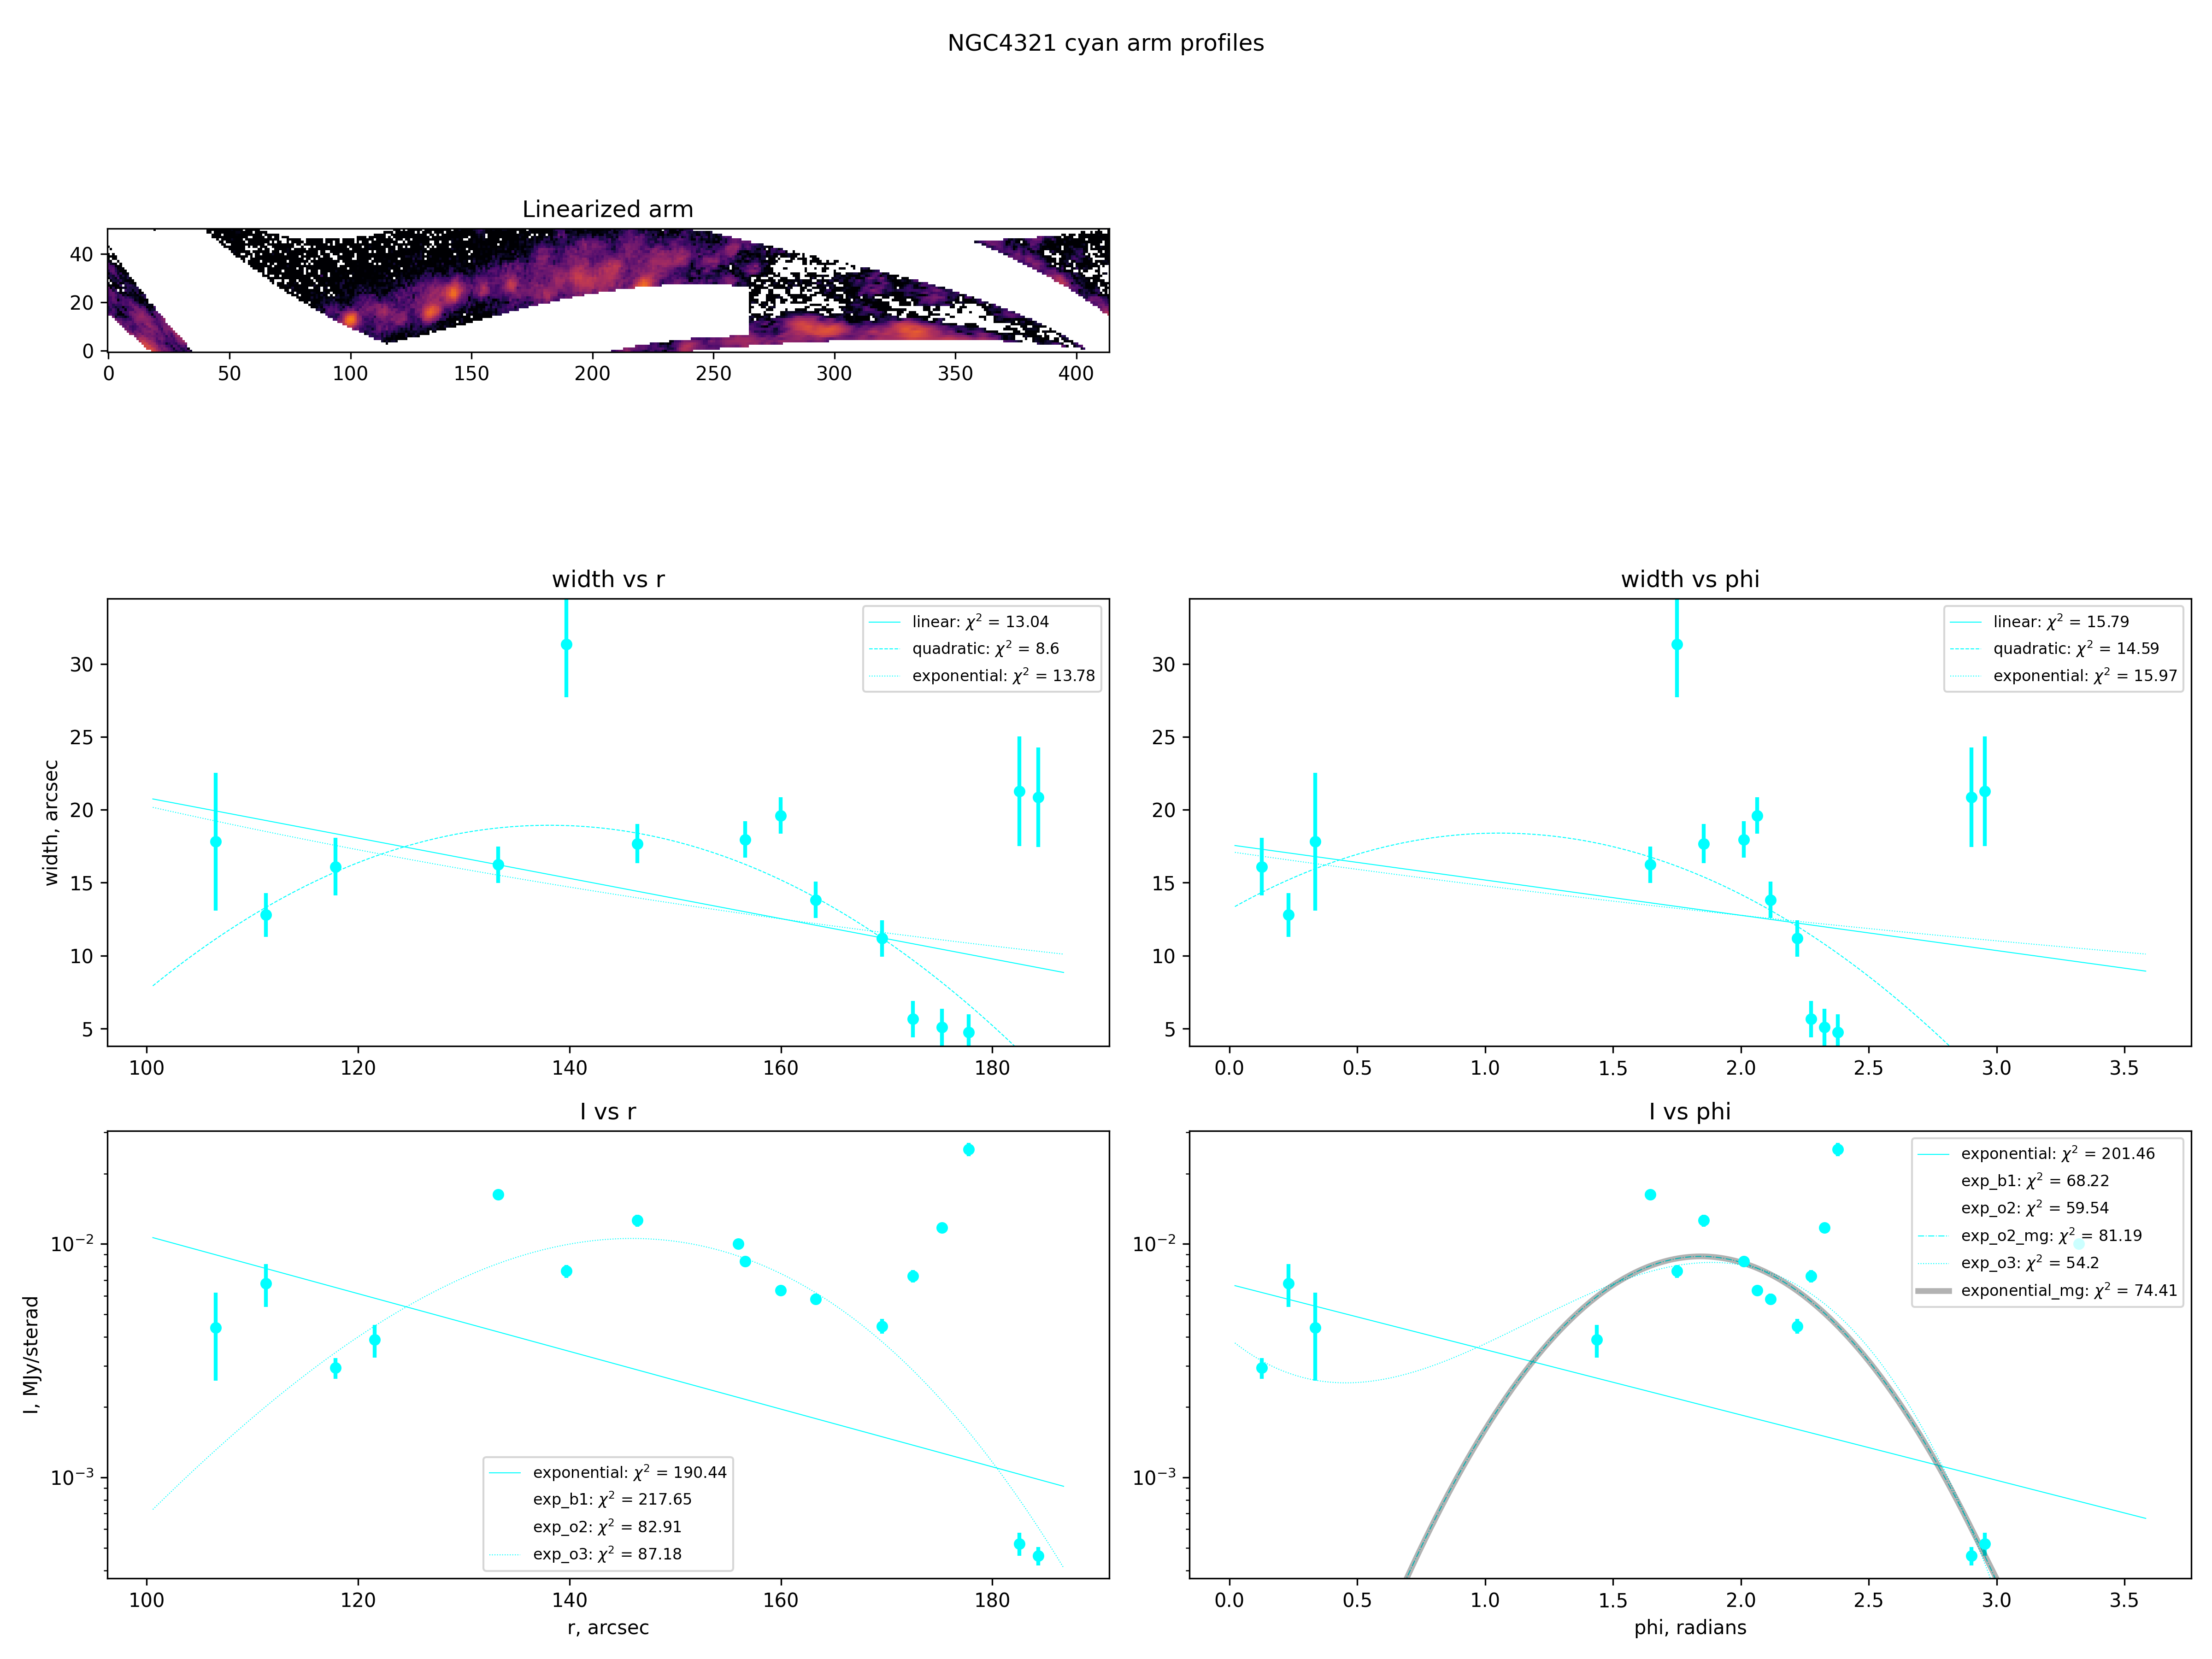 NGC4321 cyan arm profiles
Linearized arm
40
20
0
0 50 100 150 200 250 300 350 400
width vs r
width, arcsec
30
25
20
15
10
5
linear: χ² = 13.04
quadratic: χ² = 8.6
exponential: χ² = 13.78
100 120 140 160 180
width vs phi
30
25
20
15
10
5
linear: χ² = 15.79
quadratic: χ² = 14.59
exponential: χ² = 15.97
0.0 0.5 1.0 1.5 2.0 2.5 3.0 3.5
I vs r
I, MJy/sterad
10⁻²
10⁻³
exponential: χ² = 190.44
exp_b1: χ² = 217.65
exp_o2: χ² = 82.91
exp_o3: χ² = 87.18
100 120 140 160 180
r, arcsec
I vs phi
10⁻²
10⁻³
exponential: χ² = 201.46
exp_b1: χ² = 68.22
exp_o2: χ² = 59.54
exp_o2_mg: χ² = 81.19
exp_o3: χ² = 54.2
exponential_mg: χ² = 74.41
0.0 0.5 1.0 1.5 2.0 2.5 3.0 3.5
phi, radians